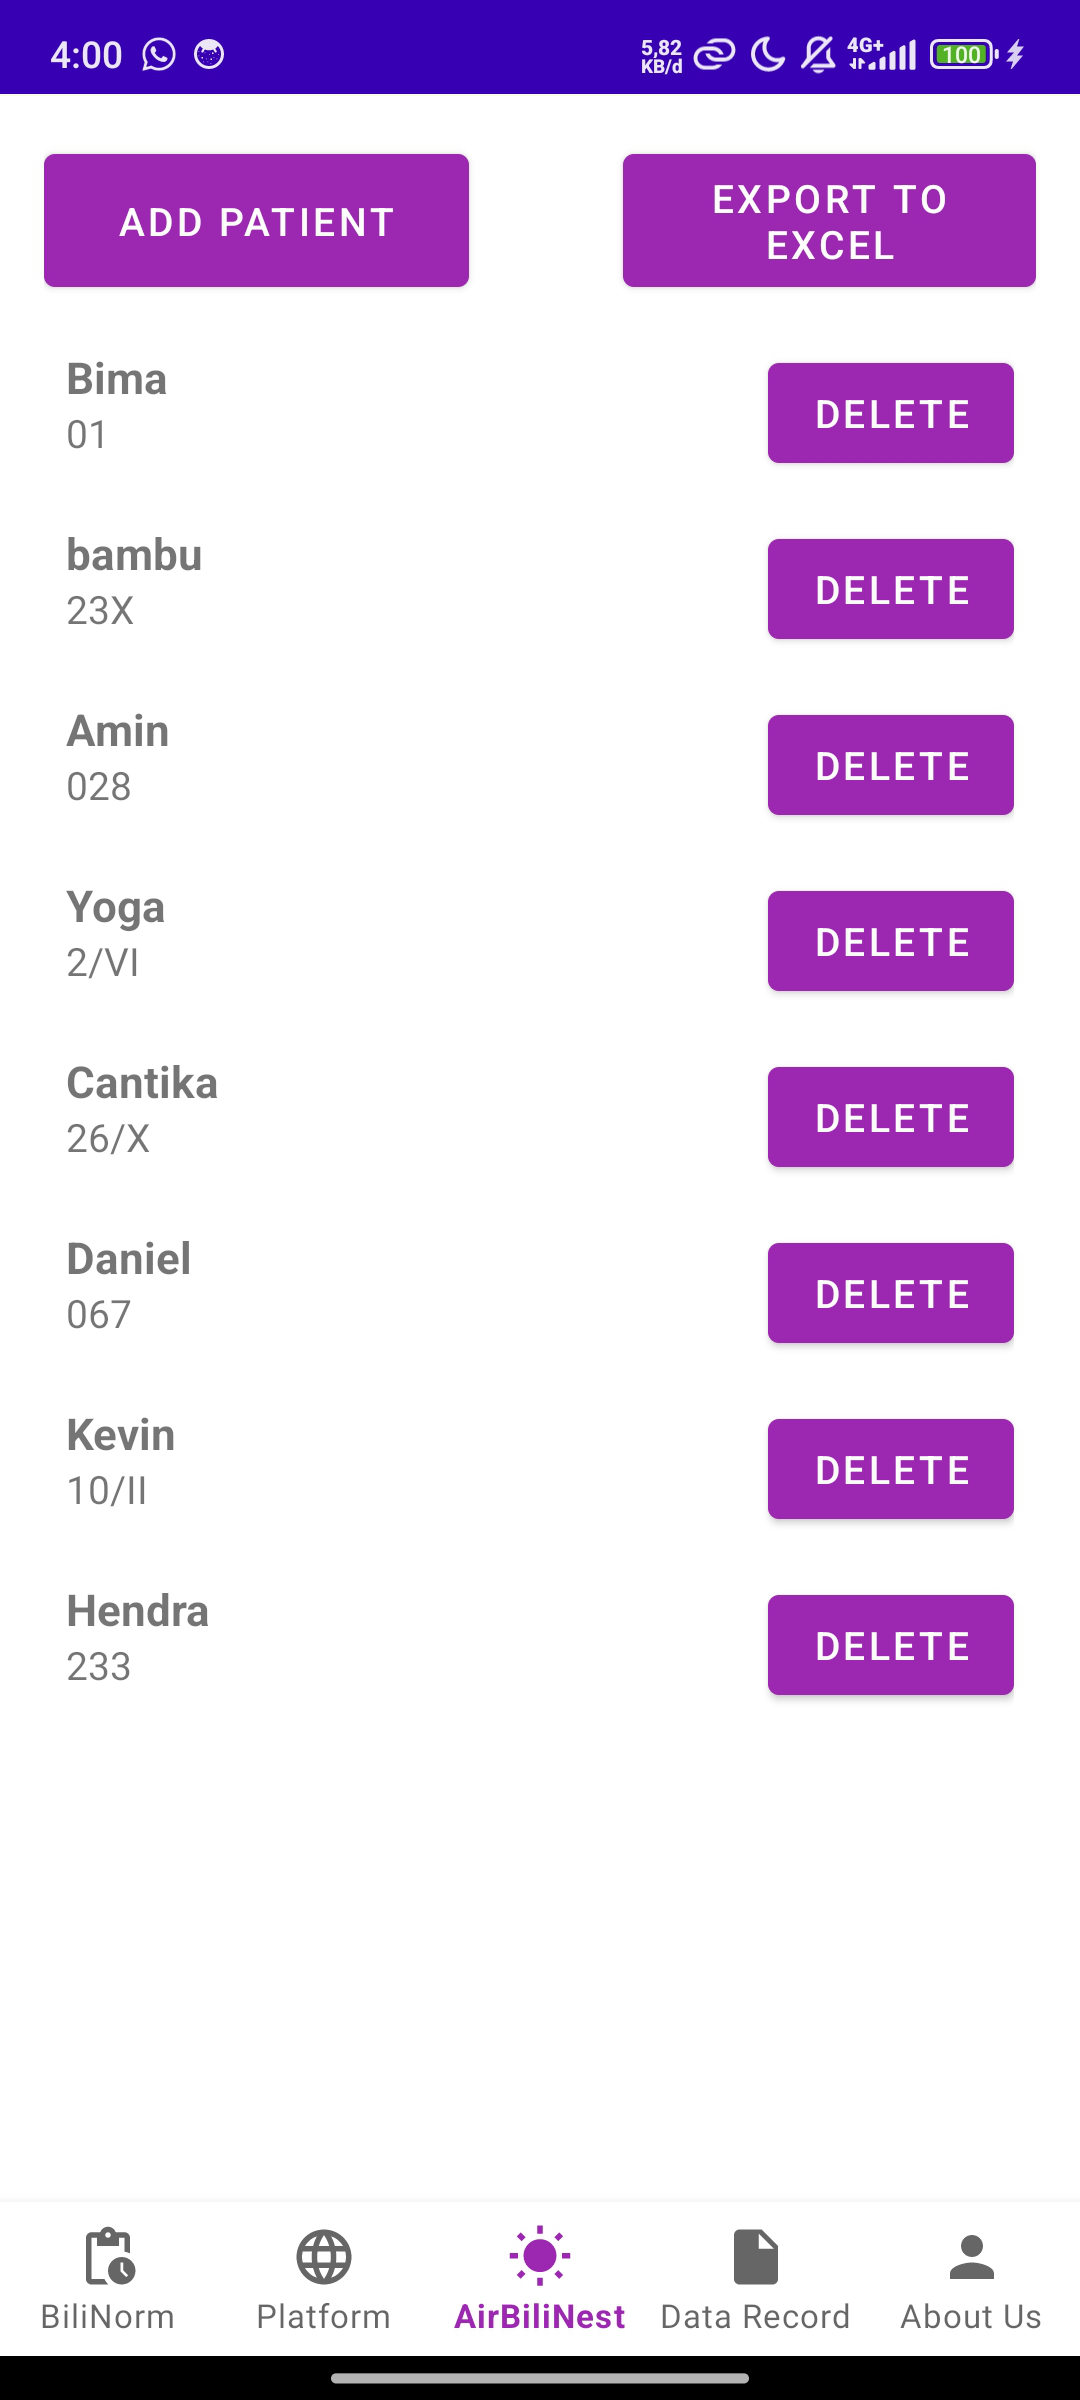 4:00
5,82
KB/d
4G+
100
ADD PATIENT
EXPORT TO
EXCEL
Bima
01
DELETE
bambu
23X
DELETE
Amin
028
DELETE
Yoga
2/VI
DELETE
Cantika
26/X
DELETE
Daniel
067
DELETE
Kevin
10/II
DELETE
Hendra
233
DELETE
BiliNorm
Platform
AirBiliNest
Data Record
About Us